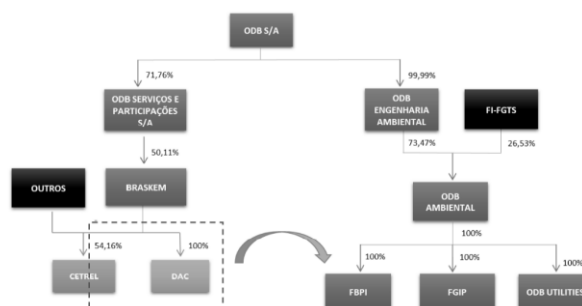 ODB S/A
71,76%
99,99%
ODB SERVIÇOS E
PARTICIPAÇÕES
S/A
ODB
ENGENHARIA
AMBIENTAL
FI-FGTS
50,11%
73,47%
26,53%
OUTROS
BRASKEM
ODB
AMBIENTAL
54,16%
100%
100%
CETREL
DAC
100%
100%
100%
FBPI
FGIP
ODB UTILITIES